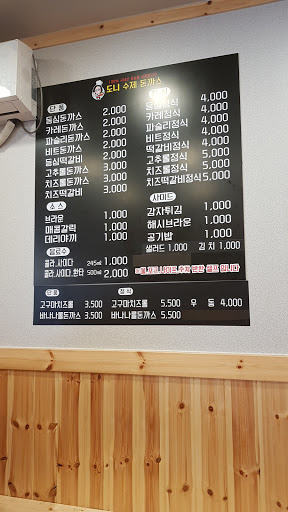 도니 수제 돈까스
단품
등심돈까스 2.000
카레돈까스 2.000
파슬리돈까스 2.000
비트돈까스 2.000
등심떡갈비 2.000
고추롤돈까스 3.000
치즈롤돈까스 3.000
치즈떡갈비 3.000
소스
브라운 1.000
매콤갈릭 1.000
데리야끼 1.000
음료수
콜라.사이다 245ml 1.000
콜라.사이다.환타 500ml 2.000
등심정식 4,000
카레정식 4,000
파슬리정식 4,000
비트정식 4,000
떡갈비정식 4,000
고추롤정식 5,000
치즈롤정식 5,000
치즈떡갈비정식 5,000
사이드
감자튀김 1,000
해시브라운 1,000
공기밥 1,000
샐러드 1,000 김치 1,000
셀프 입니다
단품
고구마치즈롤 3.500
바나나롤돈까스 3.500
정식
고구마치즈롤 5.500
바나나롤돈까스 5.500
우동 4,000